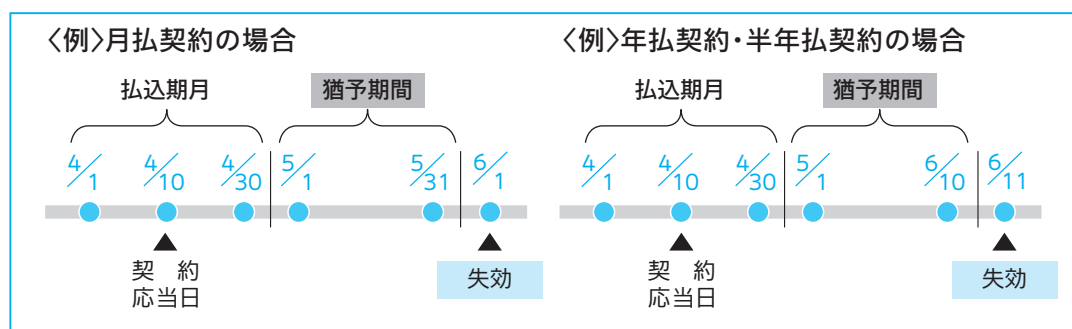 〈例〉月払契約の場合
払込期月
猶予期間
4/1
4/10
4/30
5/1
5/31
6/1
契 約
応当日
失効
〈例〉年払契約・半年払契約の場合
払込期月
猶予期間
4/1
4/10
4/30
5/1
6/10
6/11
契 約
応当日
失効